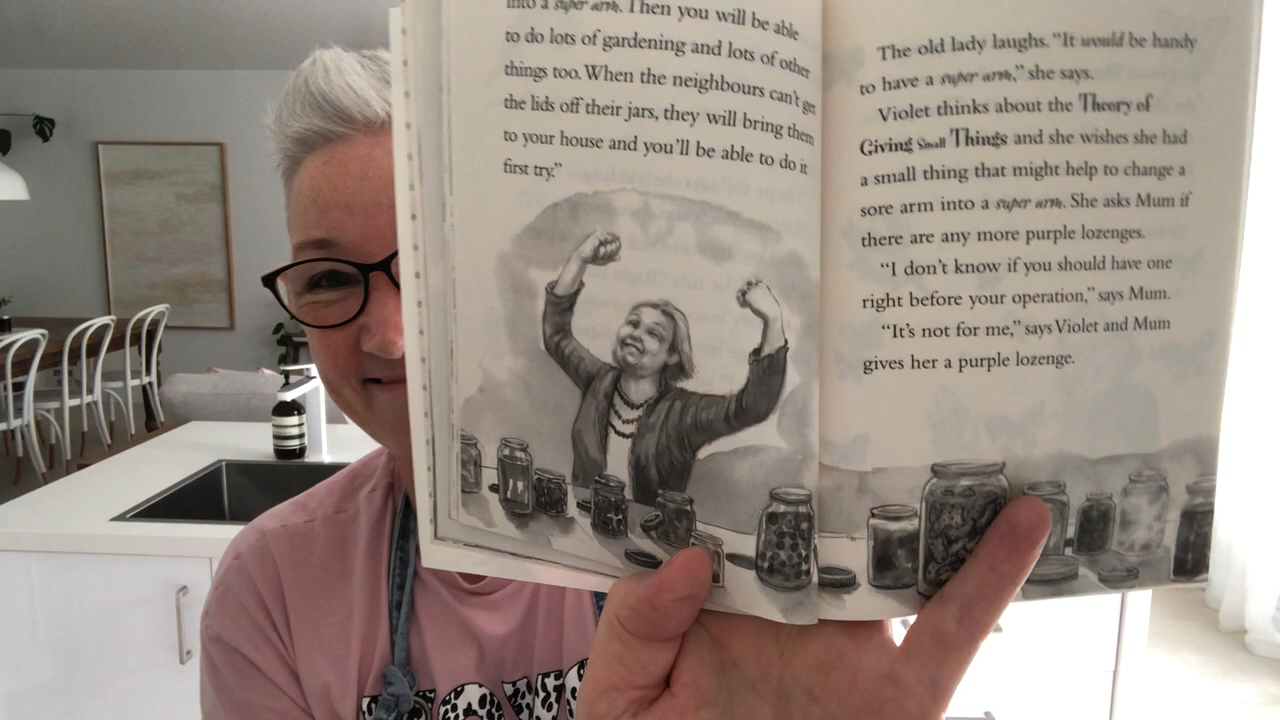 into a super arm. Then you will be able
to do lots of gardening and lots of other
things too. When the neighbours can't get
the lids off their jars, they will bring them
to your house and you'll be able to do it
first try."
The old lady laughs. "It would be handy
to have a super arm," she says.
Violet thinks about the Theory of
Giving Small Things and she wishes she had
a small thing that might help to change a
sore arm into a super arm. She asks Mum if
there are any more purple lozenges.
"I don't know if you should have one
right before your operation," says Mum.
"It's not for me," says Violet and Mum
gives her a purple lozenge.